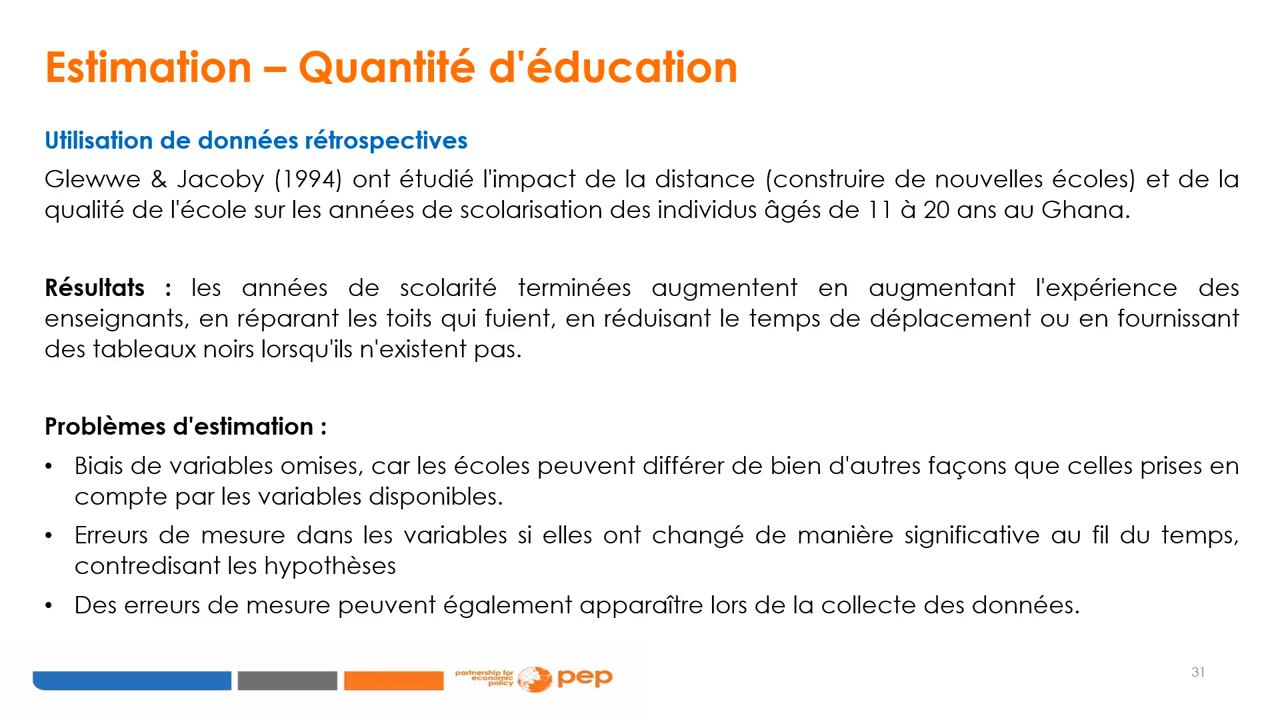 Estimation – Quantité d'éducation
Utilisation de données rétrospectives
Glewwe & Jacoby (1994) ont étudié l'impact de la distance (construire de nouvelles écoles) et de la
qualité de l'école sur les années de scolarisation des individus âgés de 11 à 20 ans au Ghana.
Résultats : les années de scolarité terminées augmentent en augmentant l'expérience des
enseignants, en réparant les toits qui fuient, en réduisant le temps de déplacement ou en fournissant
des tableaux noirs lorsqu'ils n'existent pas.
Problèmes d'estimation :
• Biais de variables omises, car les écoles peuvent différer de bien d'autres façons que celles prises en
compte par les variables disponibles.
• Erreurs de mesure dans les variables si elles ont changé de manière significative au fil du temps,
contredisant les hypothèses
• Des erreurs de mesure peuvent également apparaître lors de la collecte des données.
partnership for
economic
policy
pep
31